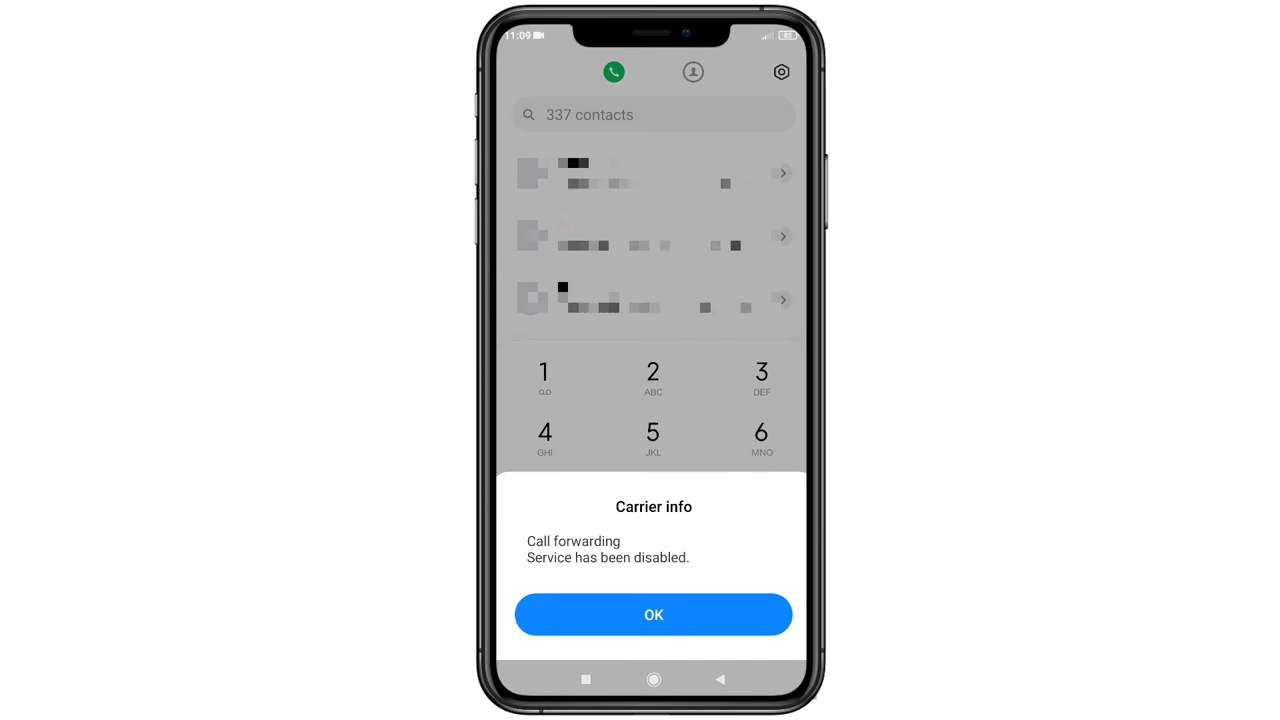 11:09
85
337 contacts
1 2 3
ABC DEF
4 5 6
GHI JKL MNO
Carrier info
Call forwarding
Service has been disabled.
OK